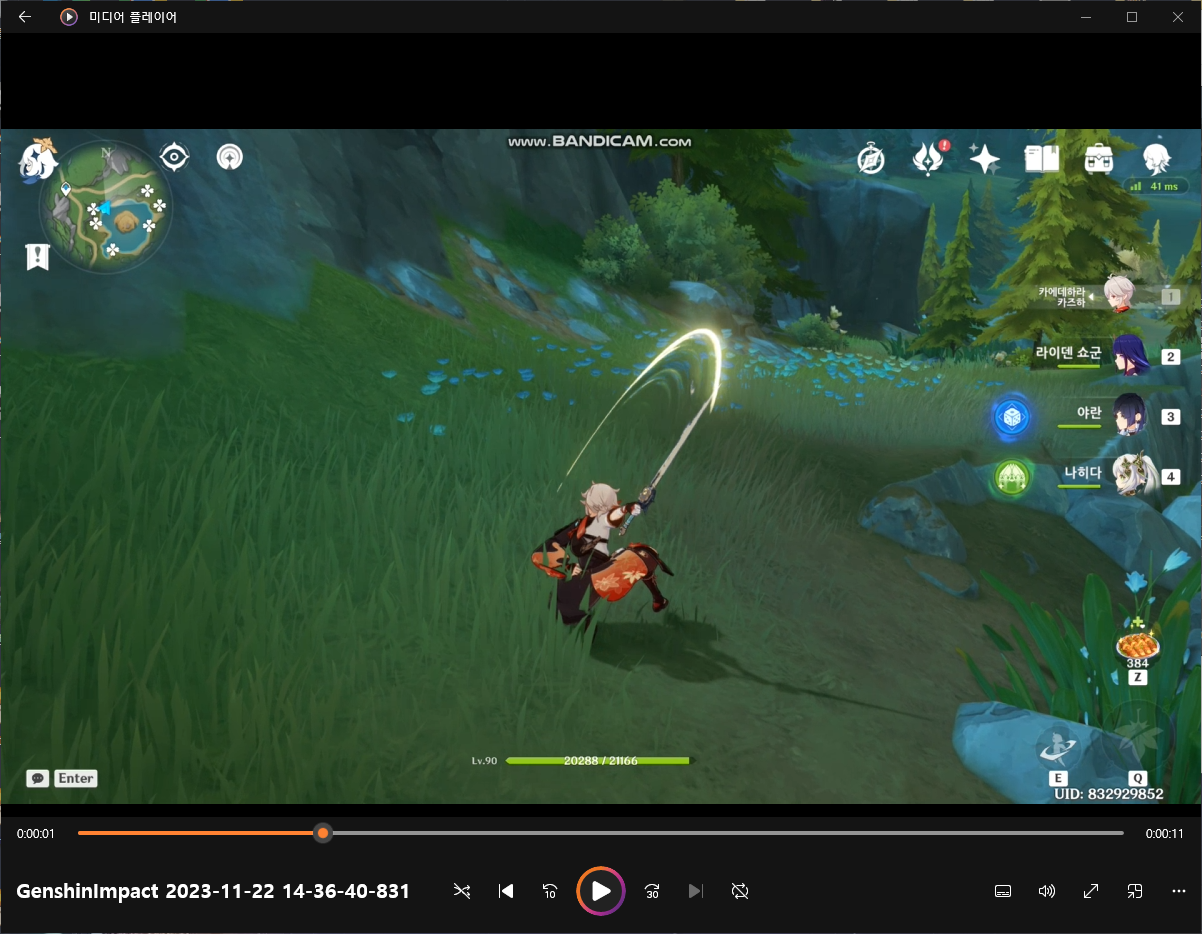 미디어 플레이어
www.BANDICAM.com
N
41 ms
카에데하라
카즈하
1
라이덴 쇼군
2
야란
3
나히다
4
384
Z
Lv.90
20288 / 21166
Enter
E
Q
UID: 832929852
0:00:01
0:00:11
GenshinImpact 2023-11-22 14-36-40-831
10
30